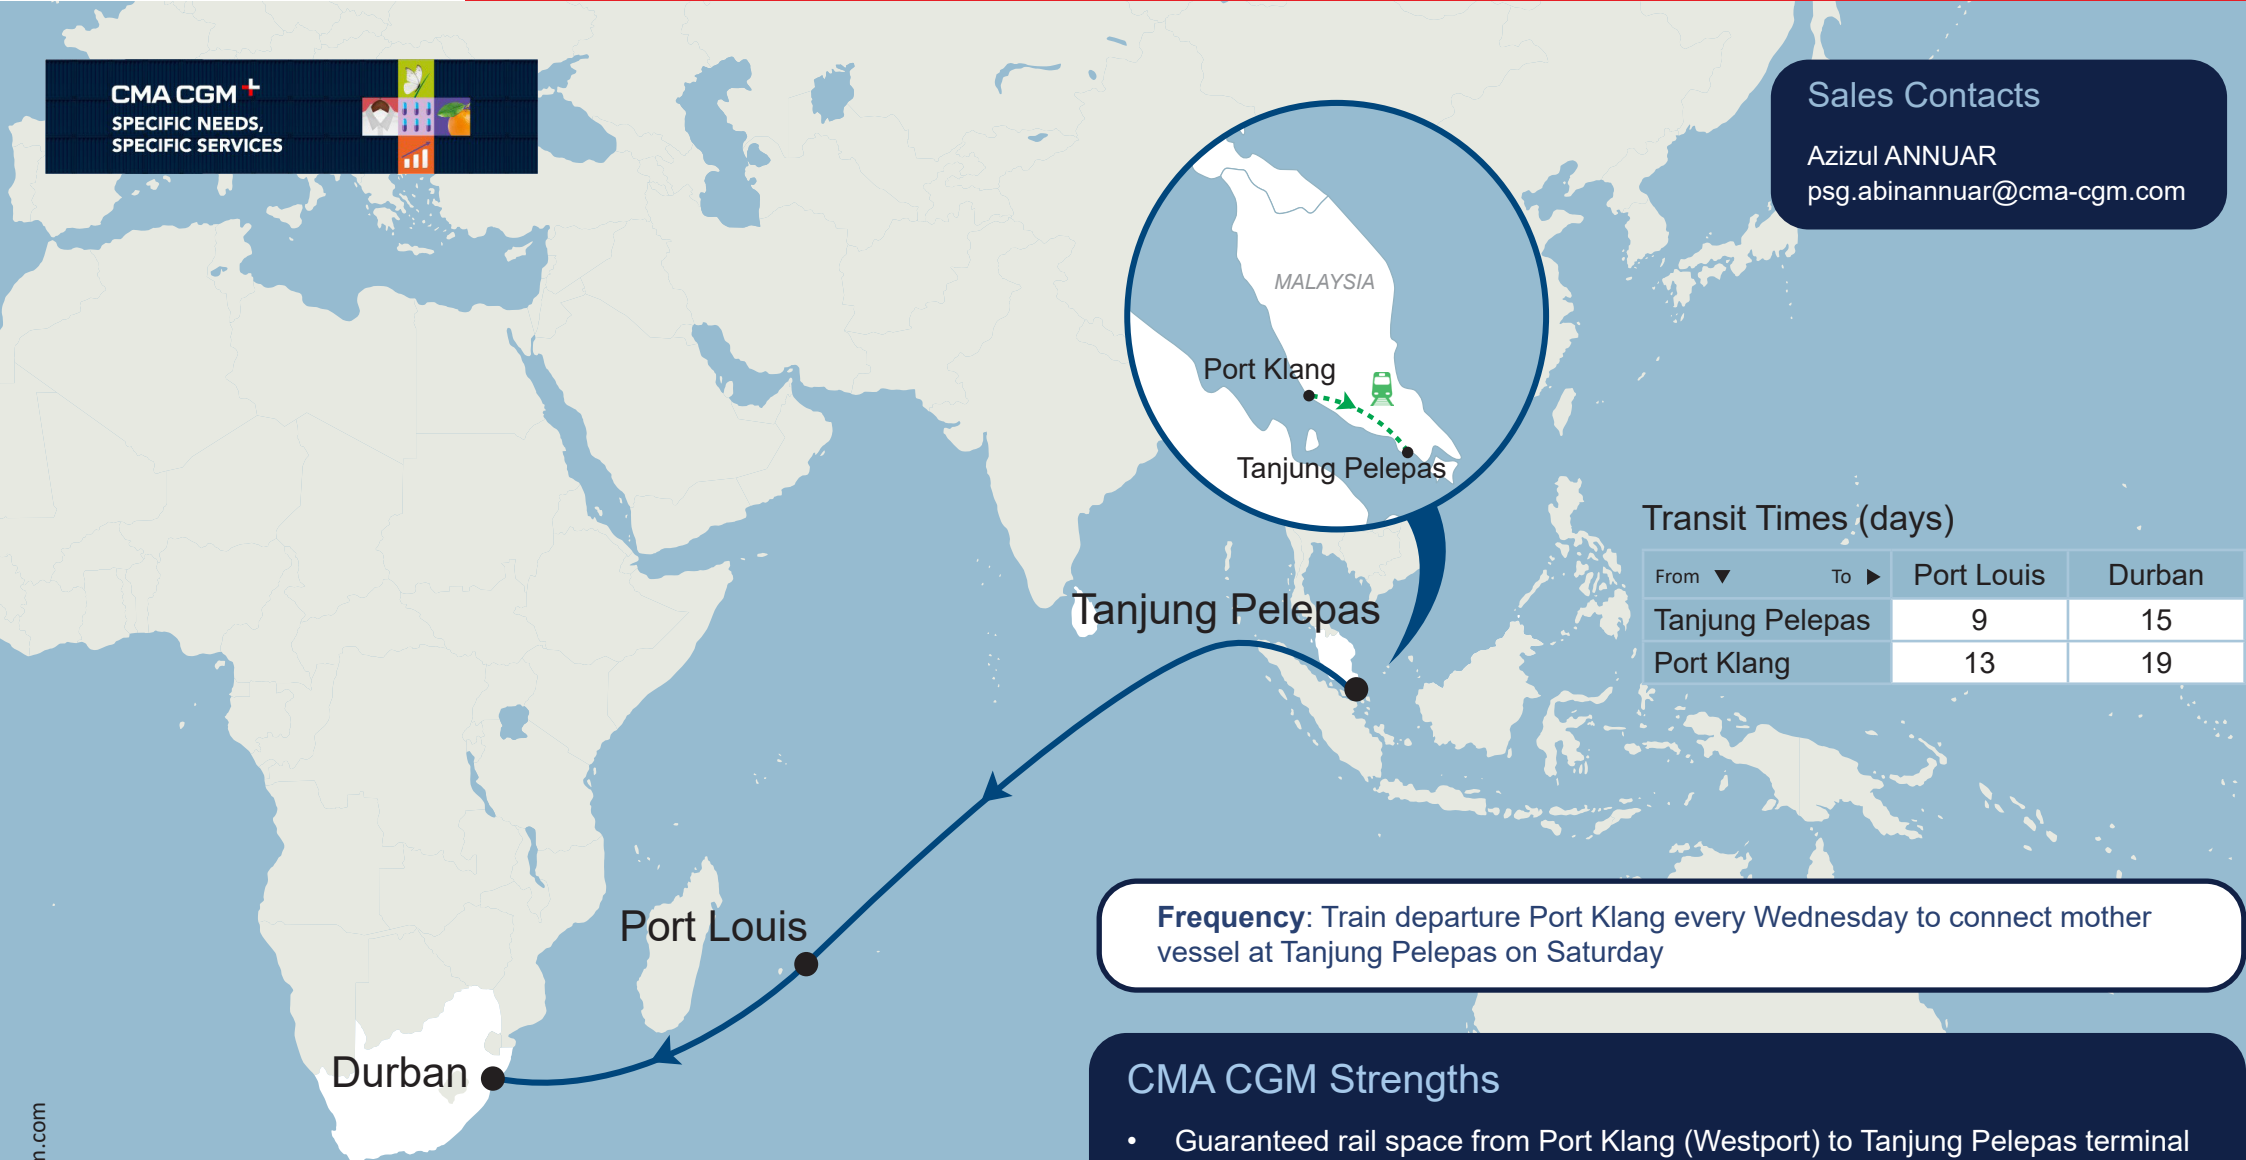 CMA CGM+
SPECIFIC NEEDS,
SPECIFIC SERVICES
Sales Contacts
Azizul ANNUAR
psg.abinannuar@cma-cgm.com
MALAYSIA
Port Klang
Tanjung Pelepas
Transit Times (days)
From ▼ To ▶ Port Louis Durban
Tanjung Pelepas 9 15
Port Klang 13 19
Tanjung Pelepas
Port Louis
Durban
Frequency: Train departure Port Klang every Wednesday to connect mother
vessel at Tanjung Pelepas on Saturday
CMA CGM Strengths
• Guaranteed rail space from Port Klang (Westport) to Tanjung Pelepas terminal
m.com